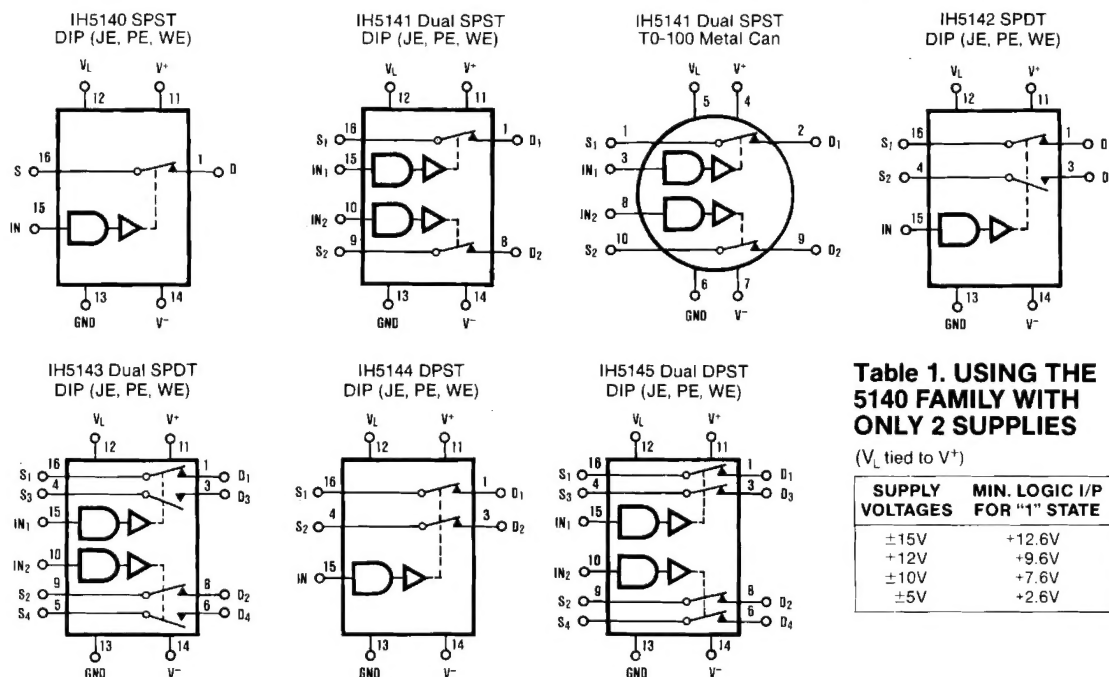 IH5140 SPST
DIP (JE, PE, WE)
V_L V+
12 11
16 1
S D
15
IN
13 14
GND V−
IH5141 Dual SPST
DIP (JE, PE, WE)
V_L V+
12 11
S1 16 1 D1
IN1 15
IN2 10
S2 9 8 D2
13 14
GND V−
IH5141 Dual SPST
T0-100 Metal Can
V_L V+
5 4
S1 1 2 D1
IN1 3
IN2 8
S2 10 9 D2
6 7
GND V−
IH5142 SPDT
DIP (JE, PE, WE)
V_L V+
12 11
S1 16 1 D
S2 4 3 D
IN 15
13 14
GND V−
IH5143 Dual SPDT
DIP (JE, PE, WE)
V_L V+
12 11
S1 16 1 D1
S3 4 3 D3
IN1 15
IN2 10
S2 9 8 D2
S4 5 6 D4
13 14
GND V−
IH5144 DPST
DIP (JE, PE, WE)
V_L V+
12 11
S1 16 1 D1
S2 4 3 D2
IN 15
13 14
GND V−
IH5145 Dual DPST
DIP (JE, PE, WE)
V_L V+
12 11
S1 16 1 D1
S3 4 3 D3
IN1 15
IN2 10
S2 9 8 D2
S4 5 6 D4
13 14
GND V−
Table 1. USING THE
5140 FAMILY WITH
ONLY 2 SUPPLIES
(V_L tied to V+)
SUPPLY MIN. LOGIC I/P
VOLTAGES FOR "1" STATE
±15V +12.6V
+12V +9.6V
±10V +7.6V
±5V +2.6V